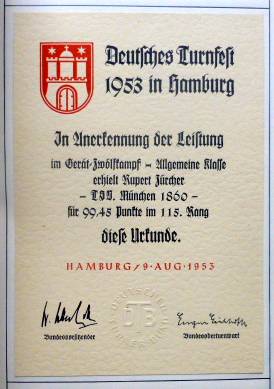 Deutsches Turnfest
1953 in Hamburg
In Anerkennung der Leistung
im Gerät-Zwölfkampf - Allgemeine Klasse
erhielt Rupert Zürcher
- TSV. München 1860 -
für 99,45 Punkte im 115. Rang
diese Urkunde.
HAMBURG/9·AUG·1953
Bundesvorsitzender
Bundesoberturnwart